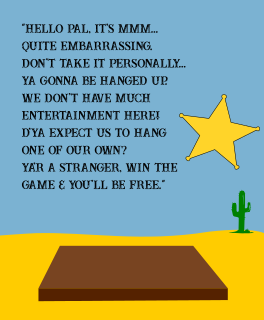 "HELLO PAL, IT'S MMM...
QUITE EMBARRASSING.
DON'T TAKE IT PERSONALLY...
YA GONNA BE HANGED UP.
WE DON'T HAVE MUCH
ENTERTAINMENT HERE!
D'YA EXPECT US TO HANG
ONE OF OUR OWN?
YA'R A STRANGER, WIN THE
GAME & YOU'LL BE FREE."